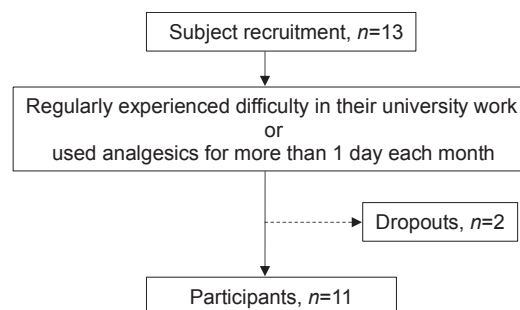 Subject recruitment, n=13
Regularly experienced difficulty in their university work
or
used analgesics for more than 1 day each month
Dropouts, n=2
Participants, n=11